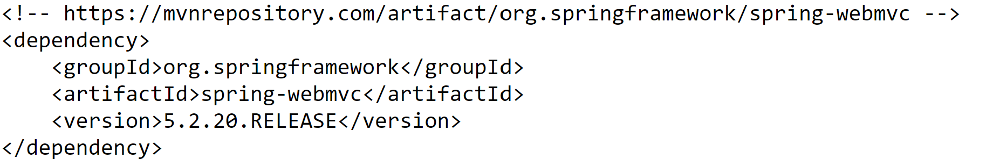 <!-- https://mvnrepository.com/artifact/org.springframework/spring-webmvc -->
<dependency>
    <groupId>org.springframework</groupId>
    <artifactId>spring-webmvc</artifactId>
    <version>5.2.20.RELEASE</version>
</dependency>